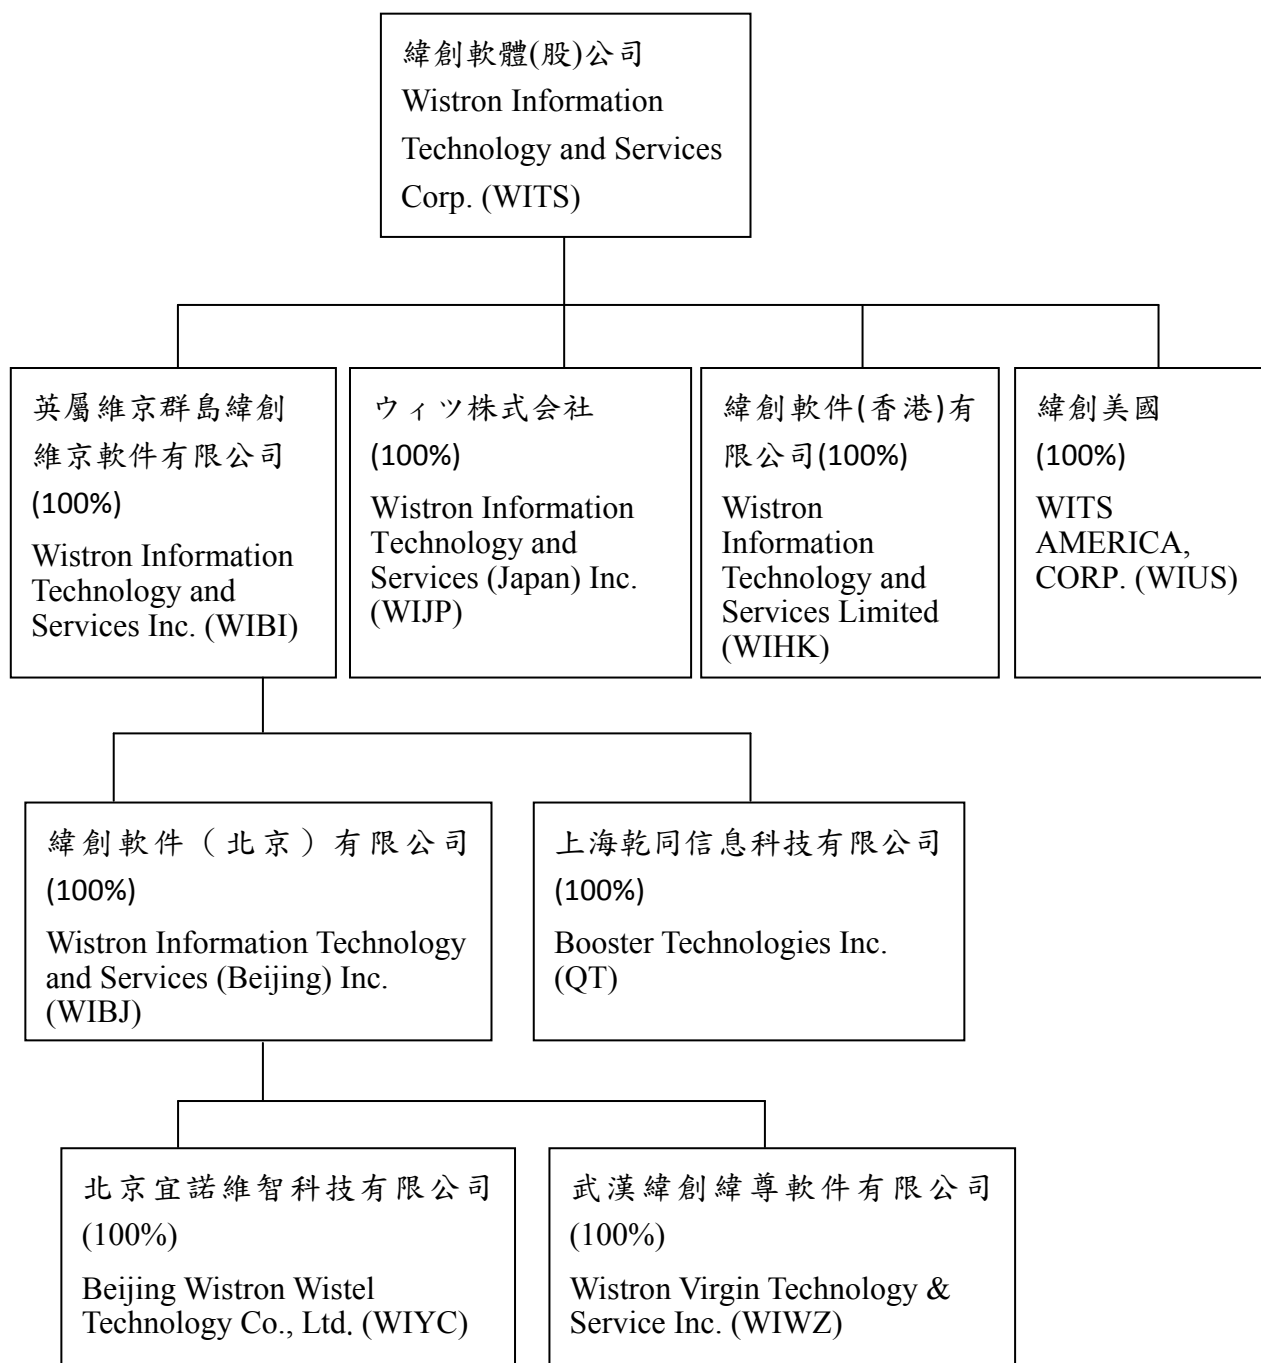 緯創軟體(股)公司
Wistron Information
Technology and Services
Corp. (WITS)
英屬維京群島緯創
維京軟件有限公司
(100%)
Wistron Information
Technology and
Services Inc. (WIBI)
ウィツ株式会社
(100%)
Wistron Information
Technology and
Services (Japan) Inc.
(WIJP)
緯創軟件(香港)有
限公司(100%)
Wistron
Information
Technology and
Services Limited
(WIHK)
緯創美國
(100%)
WITS
AMERICA,
CORP. (WIUS)
緯創軟件（北京）有限公司
(100%)
Wistron Information Technology
and Services (Beijing) Inc.
(WIBJ)
上海乾同信息科技有限公司
(100%)
Booster Technologies Inc.
(QT)
北京宜諾維智科技有限公司
(100%)
Beijing Wistron Wistel
Technology Co., Ltd. (WIYC)
武漢緯創緯尊軟件有限公司
(100%)
Wistron Virgin Technology &
Service Inc. (WIWZ)